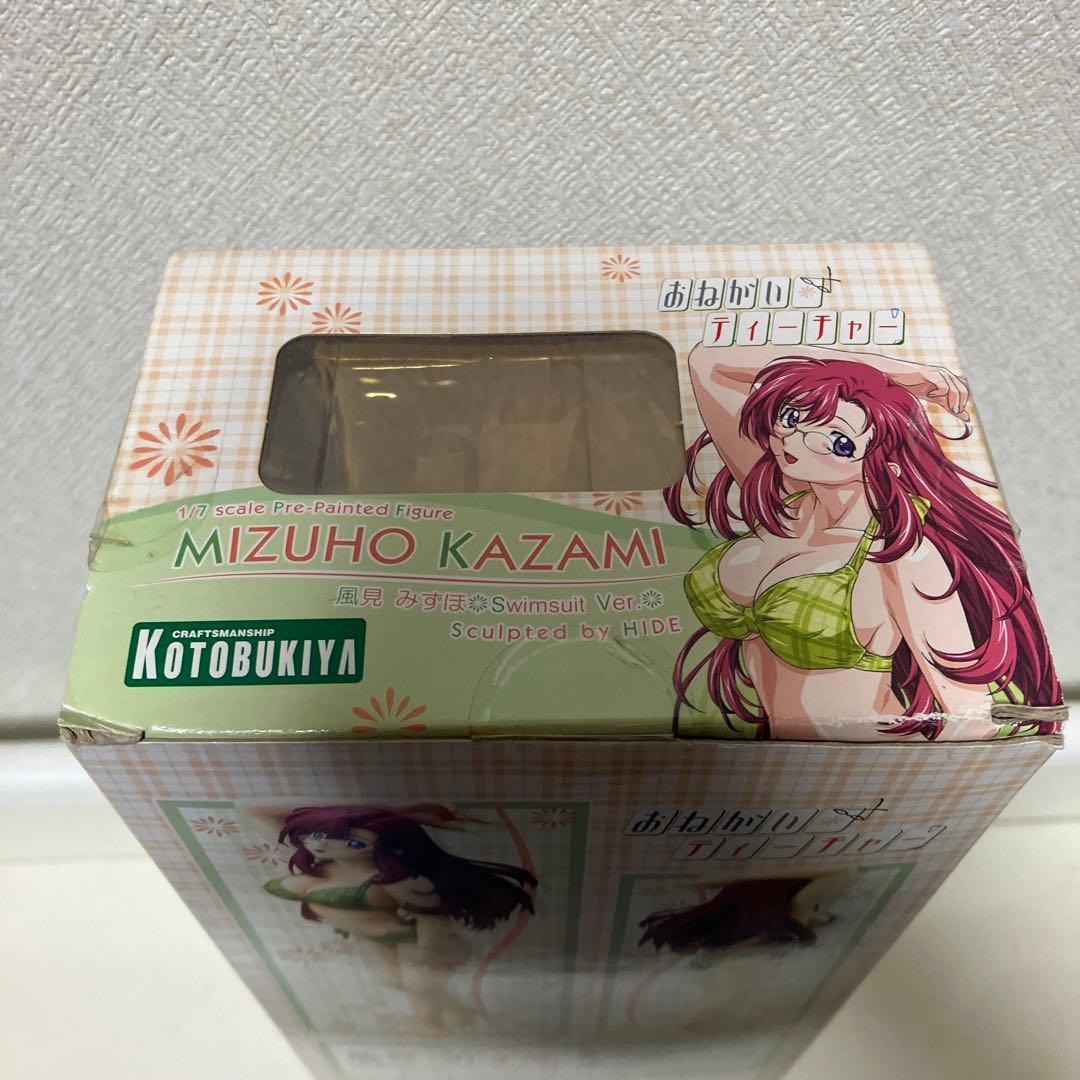 おねがい☆
ティーチャー
1/7 scale Pre-Painted Figure
MIZUHO KAZAMI
風見 みずほ Swimsuit Ver.
Sculpted by HIDE
CRAFTSMANSHIP
KOTOBUKIYA
おねがい☆
ティーチャー